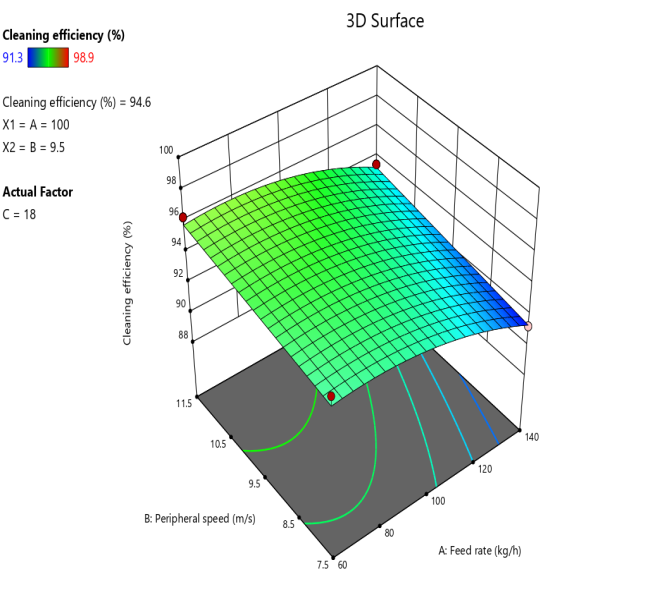 3D Surface
Cleaning efficiency (%)
91.3 98.9
Cleaning efficiency (%) = 94.6
X1 = A = 100
X2 = B = 9.5
Actual Factor
C = 18
100
98
96
94
92
90
88
Cleaning efficiency (%)
11.5
10.5
9.5
8.5
7.5
B: Peripheral speed (m/s)
60
80
100
120
140
A: Feed rate (kg/h)